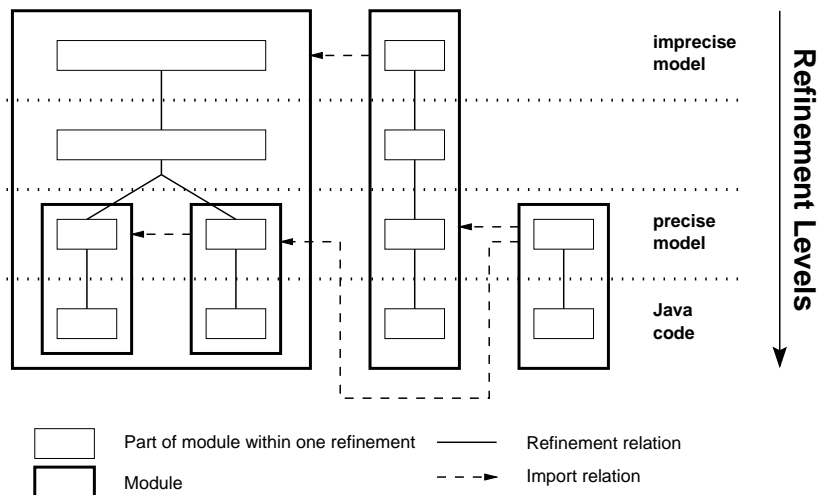 imprecise
model
precise
model
Java
code
Refinement Levels
Part of module within one refinement
Refinement relation
Module
Import relation